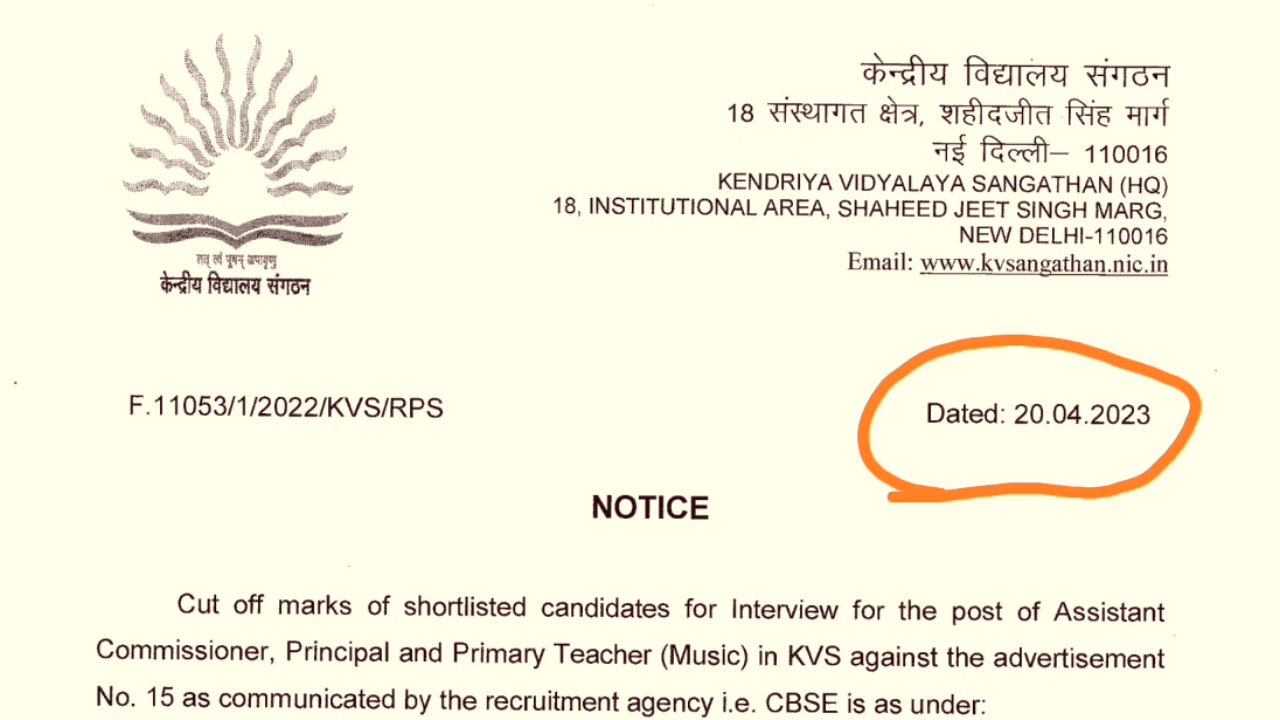 केन्द्रीय विद्यालय संगठन
18 संस्थागत क्षेत्र, शहीदजीत सिंह मार्ग
नई दिल्ली– 110016
KENDRIYA VIDYALAYA SANGATHAN (HQ)
18, INSTITUTIONAL AREA, SHAHEED JEET SINGH MARG,
NEW DELHI-110016
Email: www.kvsangathan.nic.in
तत् त्वं पूषन् अपावृणु
केन्द्रीय विद्यालय संगठन
F.11053/1/2022/KVS/RPS
Dated: 20.04.2023
NOTICE
Cut off marks of shortlisted candidates for Interview for the post of Assistant
Commissioner, Principal and Primary Teacher (Music) in KVS against the advertisement
No. 15 as communicated by the recruitment agency i.e. CBSE is as under: